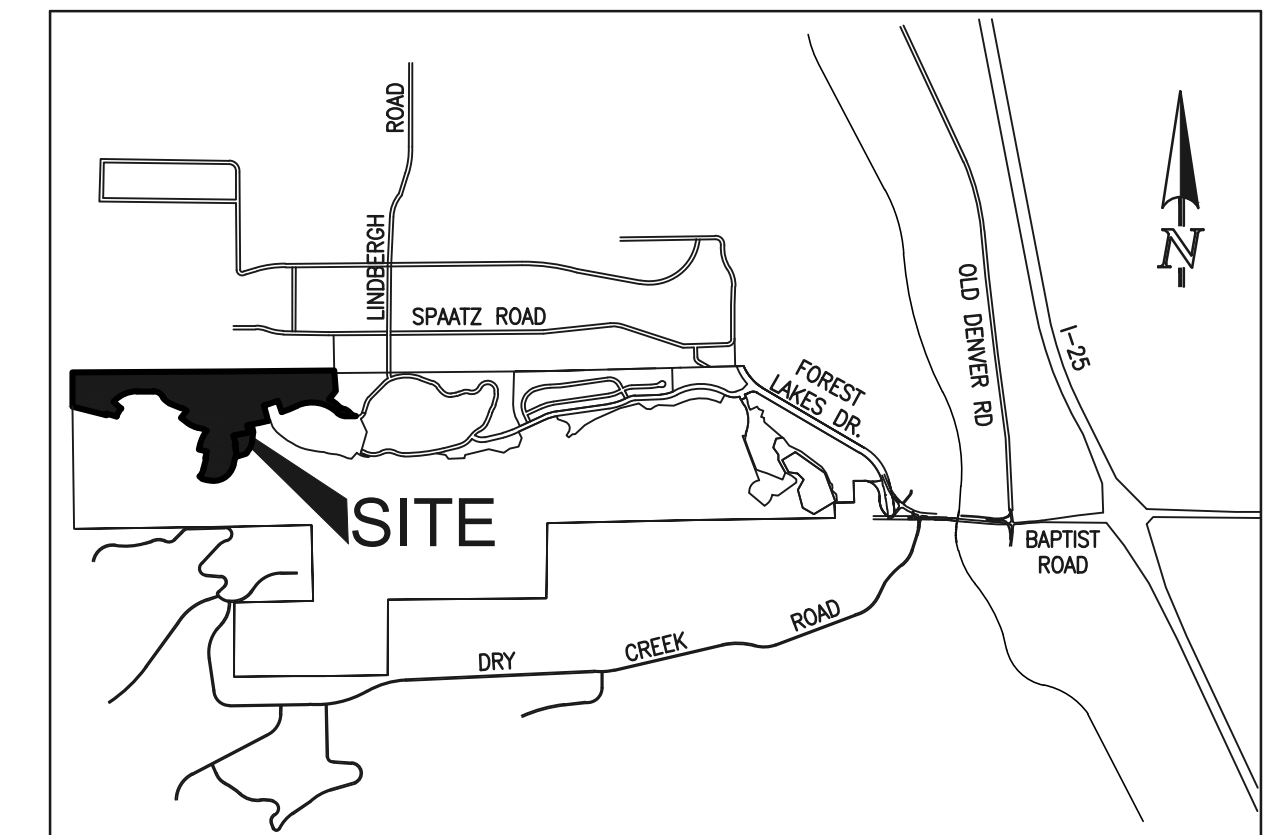 ROAD
LINDBERGH
SPAATZ ROAD
N
OLD DENVER RD
I-25
FOREST
LAKES DR.
SITE
BAPTIST
ROAD
DRY CREEK ROAD